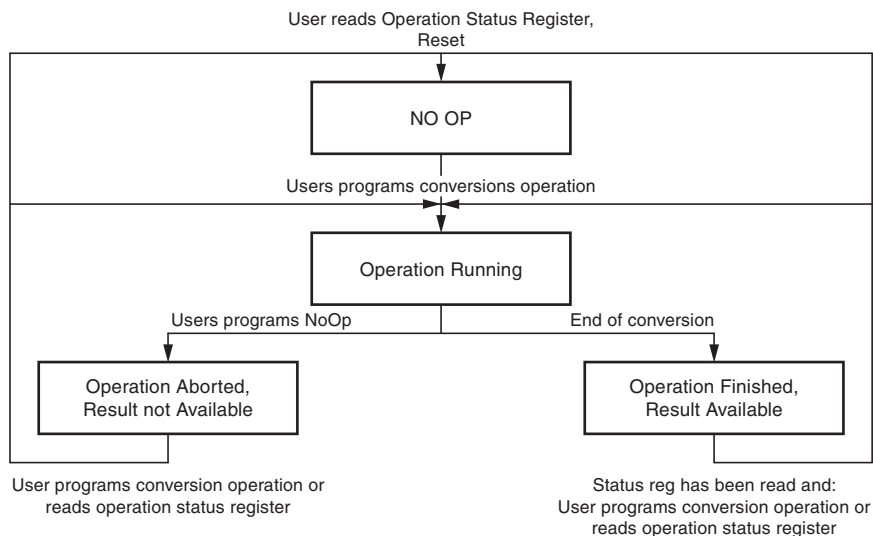 User reads Operation Status Register,
Reset
NO OP
Users programs conversions operation
Operation Running
Users programs NoOp
End of conversion
Operation Aborted,
Result not Available
Operation Finished,
Result Available
User programs conversion operation or
reads operation status register
Status reg has been read and:
User programs conversion operation or
reads operation status register